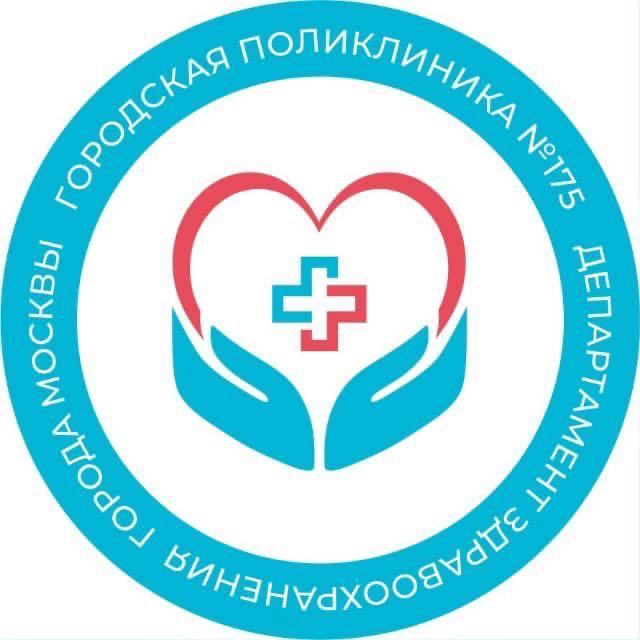 ГОРОДСКАЯ ПОЛИКЛИНИКА №175
ДЕПАРТАМЕНТ ЗДРАВООХРАНЕНИЯ ГОРОДА МОСКВЫ